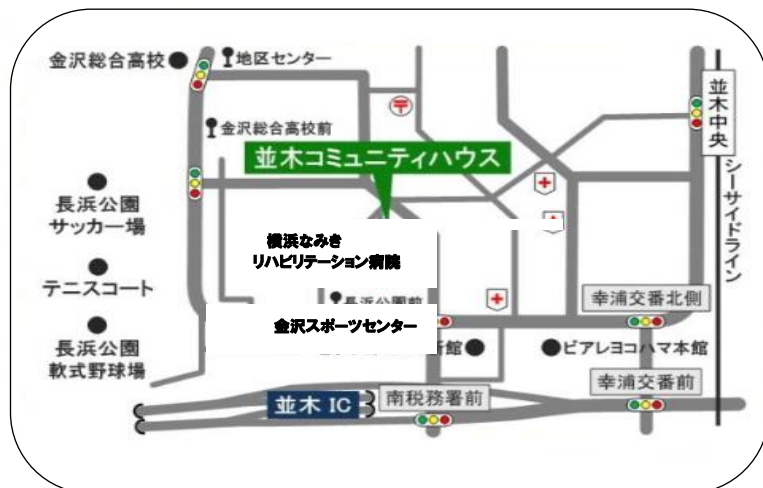 金沢総合高校
地区センター
金沢総合高校前
並木中央
シーサイドライン
並木コミュニティハウス
長浜公園
サッカー場
横浜なみき
リハビリテーション病院
テニスコート
長浜公園前
幸浦交番北側
金沢スポーツセンター
長浜公園
軟式野球場
新館
ピアレヨコハマ本館
幸浦交番前
並木 IC
南税務署前